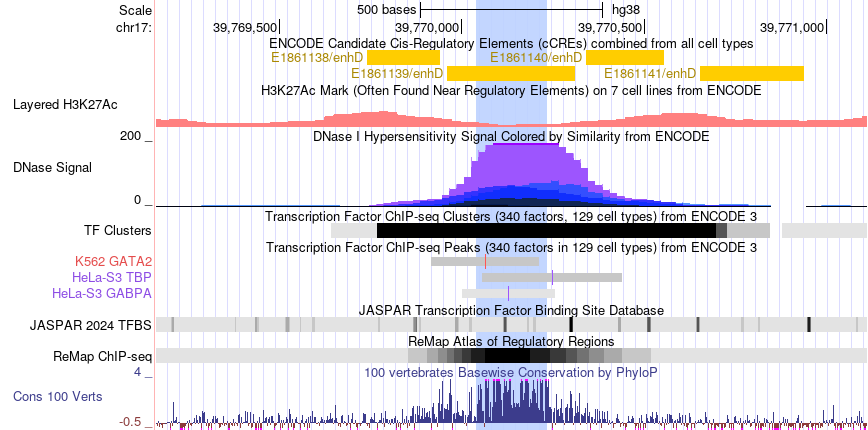 Scale 500 bases hg38
chr17: 39,769,500 39,770,000 39,770,500 39,771,000
ENCODE Candidate Cis-Regulatory Elements (cCREs) combined from all cell types
E1861138/enhD E1861140/enhD
E1861139/enhD E1861141/enhD
H3K27Ac Mark (Often Found Near Regulatory Elements) on 7 cell lines from ENCODE
Layered H3K27Ac
200 _ DNase I Hypersensitivity Signal Colored by Similarity from ENCODE
DNase Signal
0 _
Transcription Factor ChIP-seq Clusters (340 factors, 129 cell types) from ENCODE 3
TF Clusters
Transcription Factor ChIP-seq Peaks (340 factors in 129 cell types) from ENCODE 3
K562 GATA2
HeLa-S3 TBP
HeLa-S3 GABPA
JASPAR Transcription Factor Binding Site Database
JASPAR 2024 TFBS
ReMap Atlas of Regulatory Regions
ReMap ChIP-seq
4 _ 100 vertebrates Basewise Conservation by PhyloP
Cons 100 Verts
-0.5 _